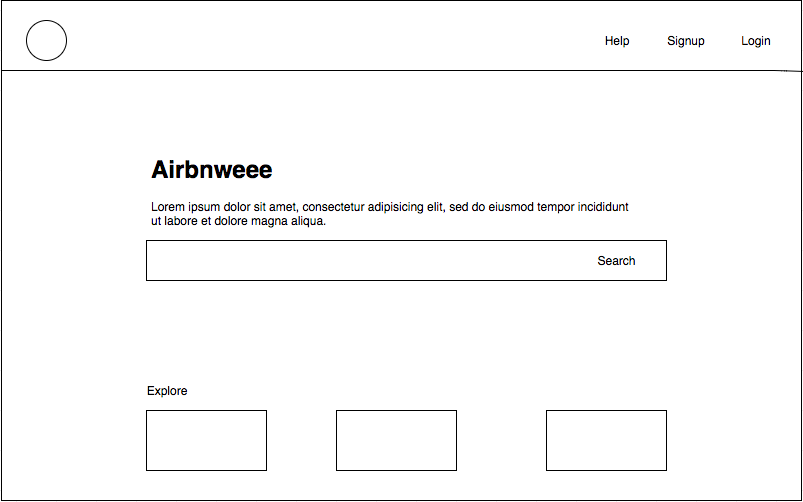 Help Signup Login
Airbnweee
Lorem ipsum dolor sit amet, consectetur adipisicing elit, sed do eiusmod tempor incididunt
ut labore et dolore magna aliqua.
Search
Explore